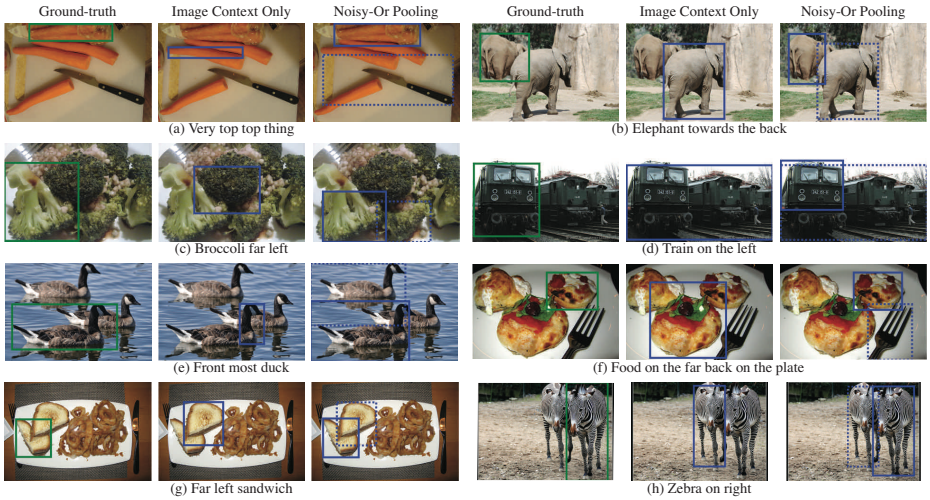 Ground-truth Image Context Only Noisy-Or Pooling Ground-truth Image Context Only Noisy-Or Pooling
(a) Very top top thing (b) Elephant towards the back
(c) Broccoli far left (d) Train on the left
(e) Front most duck (f) Food on the far back on the plate
(g) Far left sandwich (h) Zebra on right